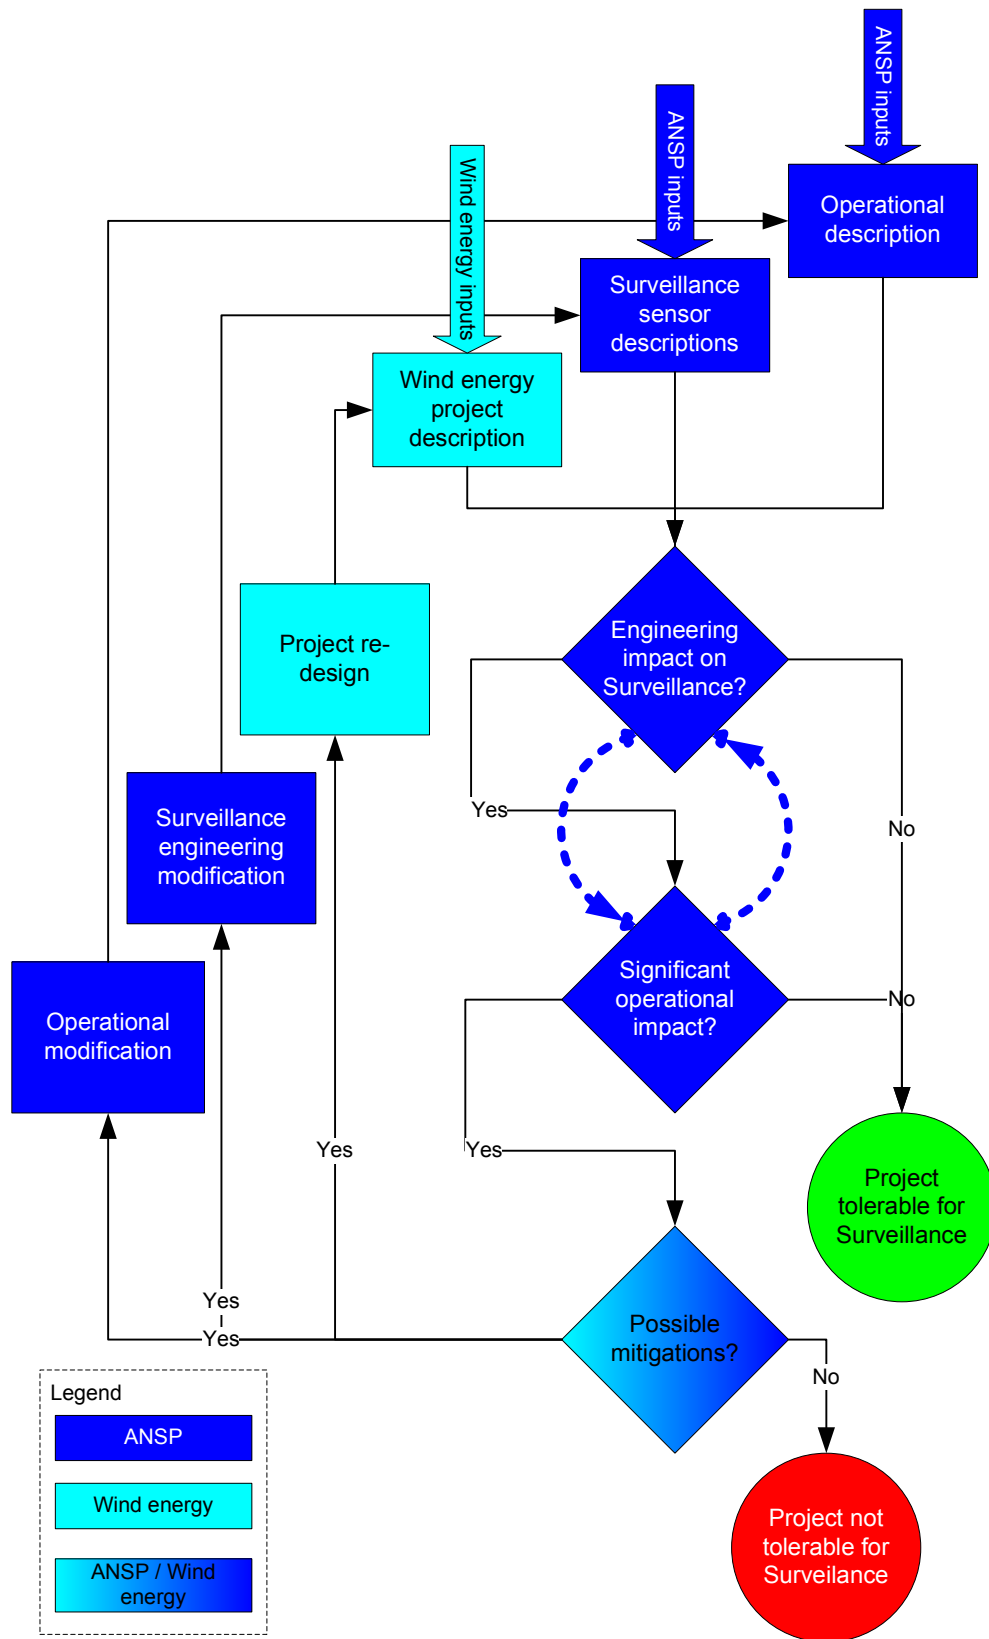 ANSP inputs
ANSP inputs
Wind energy inputs
Operational
description
Surveillance
sensor
descriptions
Wind energy
project
description
Engineering
impact on
Surveillance?
Project re-
design
Surveillance
engineering
modification
Yes
No
Significant
operational
impact?
No
Operational
modification
Yes
Yes
Project
tolerable for
Surveillance
Yes
Yes
Possible
mitigations?
No
Legend
ANSP
Wind energy
ANSP / Wind
energy
Project not
tolerable for
Surveilance